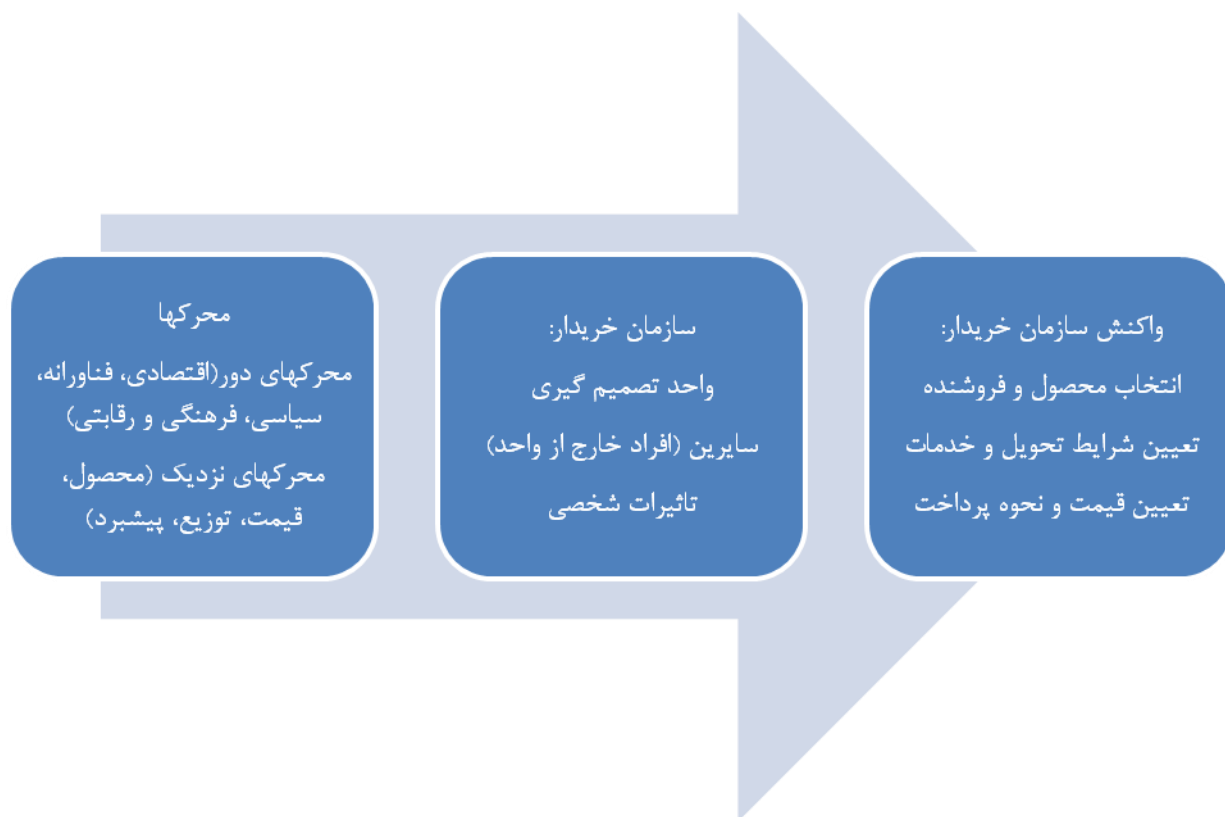 محرکها
محرکهای دور(اقتصادی، فناورانه،
سیاسی، فرهنگی و رقابتی)
محرکهای نزدیک (محصول،
قیمت، توزیع، پیشبرد)
سازمان خریدار:
واحد تصمیم گیری
سایرین (افراد خارج از واحد)
تاثیرات شخصی
واکنش سازمان خریدار:
انتخاب محصول و فروشنده
تعیین شرایط تحویل و خدمات
تعیین قیمت و نحوه پرداخت